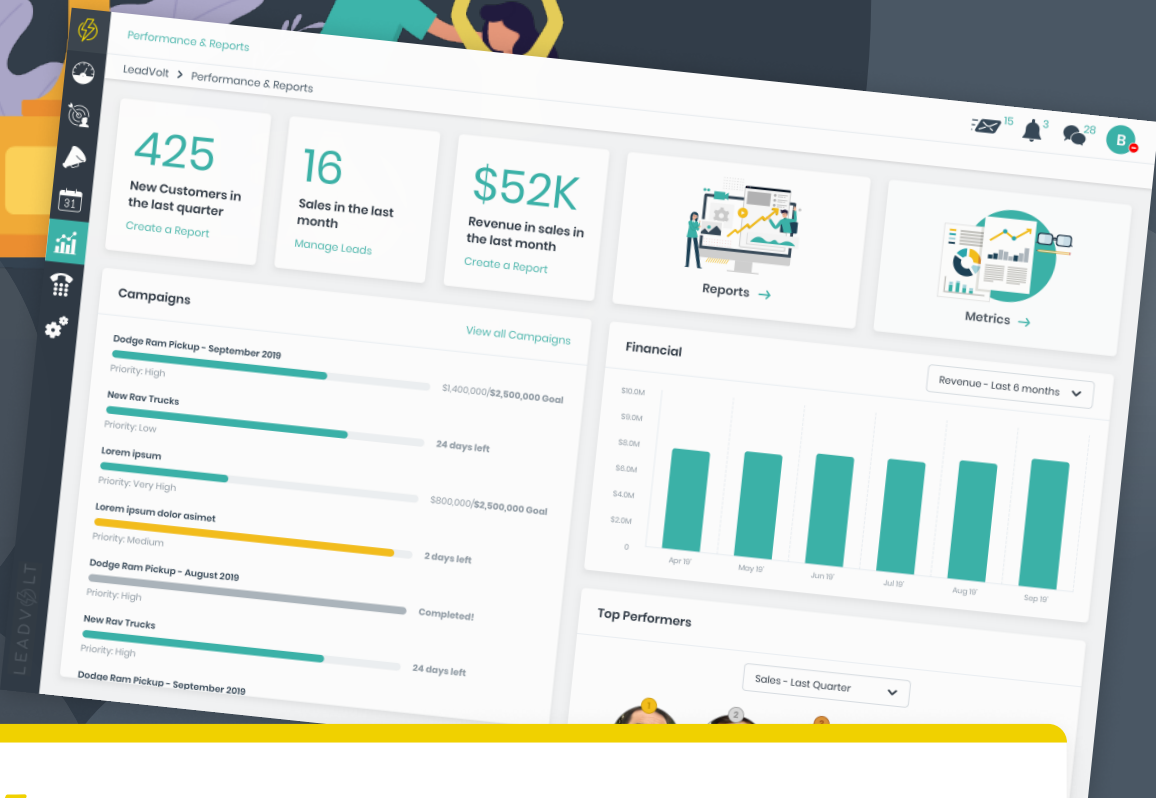 Performance & Reports
LeadVolt > Performance & Reports
15
3
28
B
31
425
New Customers in
the last quarter
Create a Report
16
Sales in the last
month
Manage Leads
$52K
Revenue in sales in
the last month
Create a Report
Reports →
Metrics →
Campaigns
View all Campaigns
Dodge Ram Pickup - September 2019
$1,400,000/$2,500,000 Goal
Priority: High
New Rav Trucks
24 days left
Priority: Low
Lorem ipsum
$800,000/$2,500,000 Goal
Priority: Very High
Lorem ipsum dolor asimet
2 days left
Priority: Medium
Dodge Ram Pickup - August 2019
Completed!
Priority: High
New Rav Trucks
24 days left
Priority: High
Dodge Ram Pickup - September 2019
Financial
Revenue - Last 6 months
$10.0M
$9.0M
$8.0M
$6.0M
$4.0M
$2.0M
0
Apr 19'
May 19'
Jun 19'
Jul 19'
Aug 19'
Sep 19'
Top Performers
Sales - Last Quarter
1
2
LEADVOLT